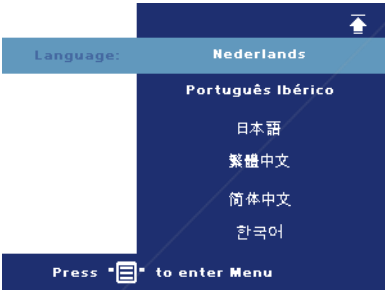 Language: Nederlands
Português Ibérico
日本語
繁體中文
简体中文
한국어
Press "" to enter Menu